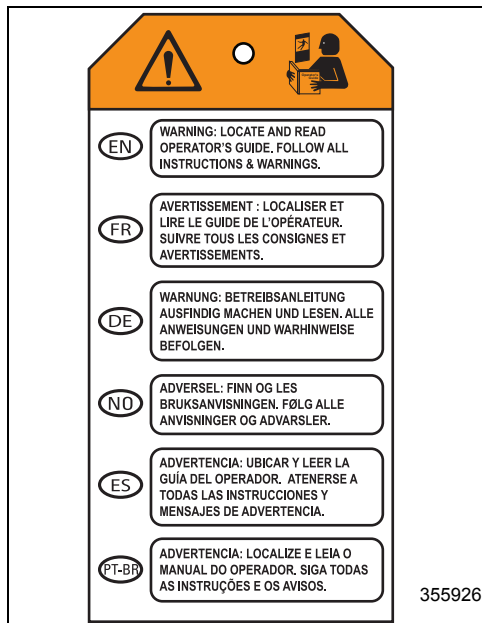 EN
WARNING: LOCATE AND READ
OPERATOR'S GUIDE. FOLLOW ALL
INSTRUCTIONS & WARNINGS.
FR
AVERTISSEMENT : LOCALISER ET
LIRE LE GUIDE DE L'OPÉRATEUR.
SUIVRE TOUS LES CONSIGNES ET
AVERTISSEMENTS.
DE
WARNUNG: BETREIBSANLEITUNG
AUSFINDIG MACHEN UND LESEN. ALLE
ANWEISUNGEN UND WARHINWEISE
BEFOLGEN.
NO
ADVERSEL: FINN OG LES
BRUKSANVISNINGEN. FØLG ALLE
ANVISNINGER OG ADVARSLER.
ES
ADVERTENCIA: UBICAR Y LEER LA
GUÍA DEL OPERADOR. ATENERSE A
TODAS LAS INSTRUCCIONES Y
MENSAJES DE ADVERTENCIA.
PT-BR
ADVERTENCIA: LOCALIZE E LEIA O
MANUAL DO OPERADOR. SIGA TODAS
AS INSTRUÇÕES E OS AVISOS.
355926